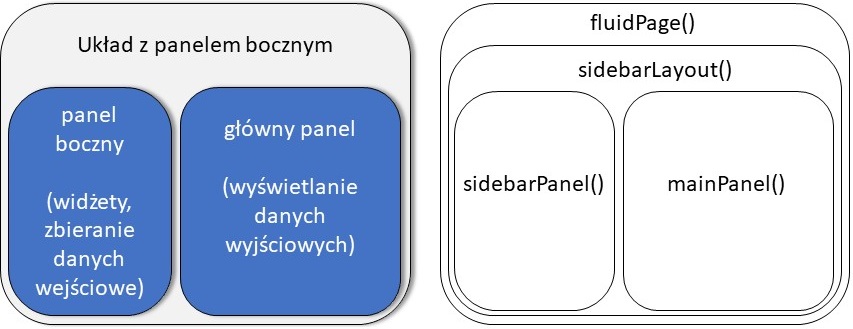 Układ z panelem bocznym
panel
boczny
(widżety,
zbieranie
danych
wejściowe)
główny panel
(wyświetlanie
danych
wyjściowych)
fluidPage()
sidebarLayout()
sidebarPanel()
mainPanel()